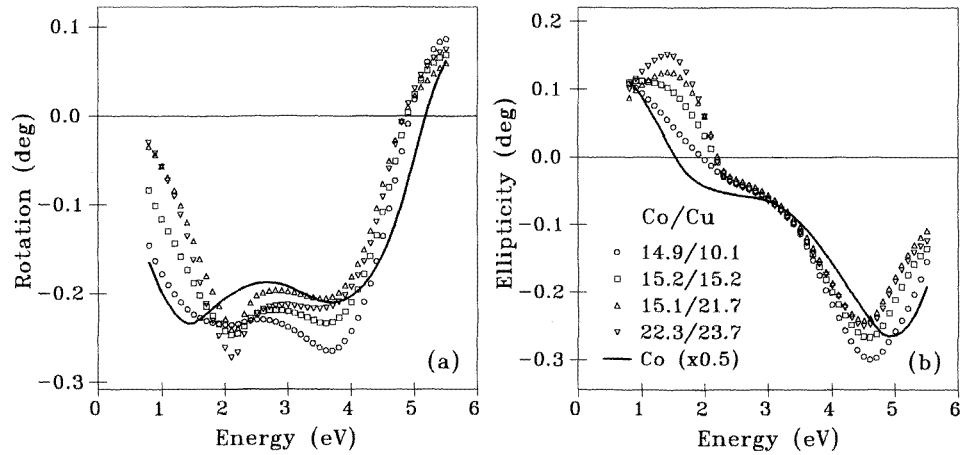 0.1
0.0
−0.1
−0.2
−0.3
Rotation (deg)
(a)
0 1 2 3 4 5 6
Energy (eV)
0.2
0.1
0.0
−0.1
−0.2
−0.3
Ellipticity (deg)
Co/Cu
14.9/10.1
15.2/15.2
15.1/21.7
22.3/23.7
Co (x0.5)
(b)
0 1 2 3 4 5 6
Energy (eV)